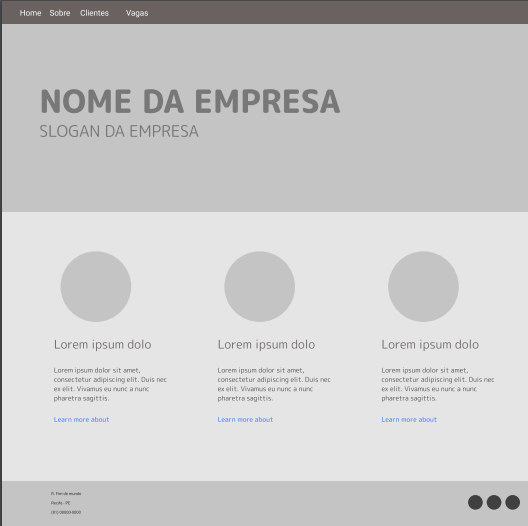 Home Sobre Clientes Vagas
NOME DA EMPRESA
SLOGAN DA EMPRESA
Lorem ipsum dolo
Lorem ipsum dolor sit amet,
consectetur adipiscing elit. Duis nec
ex elit. Vivamus eu nunc a nunc
pharetra sagittis.
Learn more about
Lorem ipsum dolo
Lorem ipsum dolor sit amet,
consectetur adipiscing elit. Duis nec
ex elit. Vivamus eu nunc a nunc
pharetra sagittis.
Learn more about
Lorem ipsum dolo
Lorem ipsum dolor sit amet,
consectetur adipiscing elit. Duis nec
ex elit. Vivamus eu nunc a nunc
pharetra sagittis.
Learn more about
R. Fim de mundo
Recife - PE
(81) 00000-0000